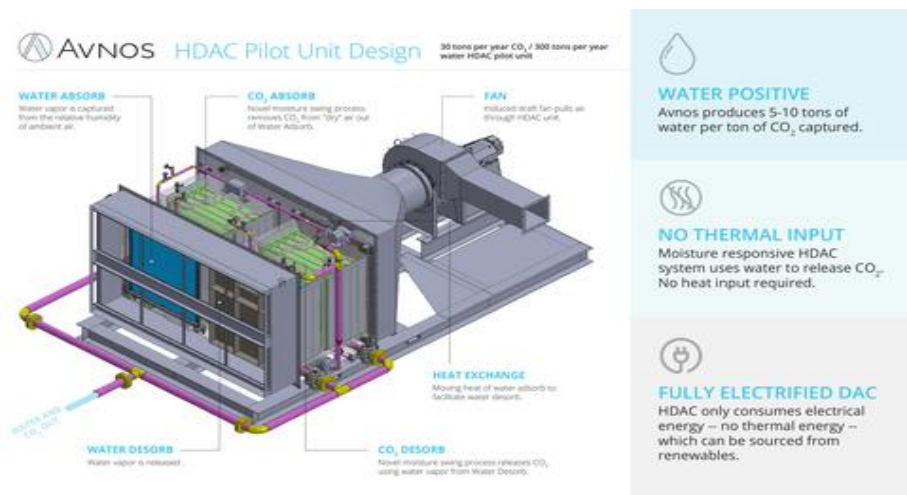 AVNOS HDAC Pilot Unit Design
30 tons per year CO₂ / 300 tons per year
water HDAC pilot unit
WATER ABSORB
Water vapor is captured
from the relative humidity
of ambient air.
CO₂ ABSORB
Novel moisture swing process
removes CO₂ from "dry" air out
of Water Adsorb.
FAN
Induced draft fan pulls air
through HDAC unit.
HEAT EXCHANGE
Moving heat of water adsorb to
facilitate water desorb.
WATER AND
CO₂ OUT
WATER DESORB
Water vapor is released
CO₂ DESORB
Novel moisture swing process releases CO₂
using water vapor from Water Desorb.
WATER POSITIVE
Avnos produces 5-10 tons of
water per ton of CO₂ captured.
NO THERMAL INPUT
Moisture responsive HDAC
system uses water to release CO₂.
No heat input required.
FULLY ELECTRIFIED DAC
HDAC only consumes electrical
energy -- no thermal energy --
which can be sourced from
renewables.